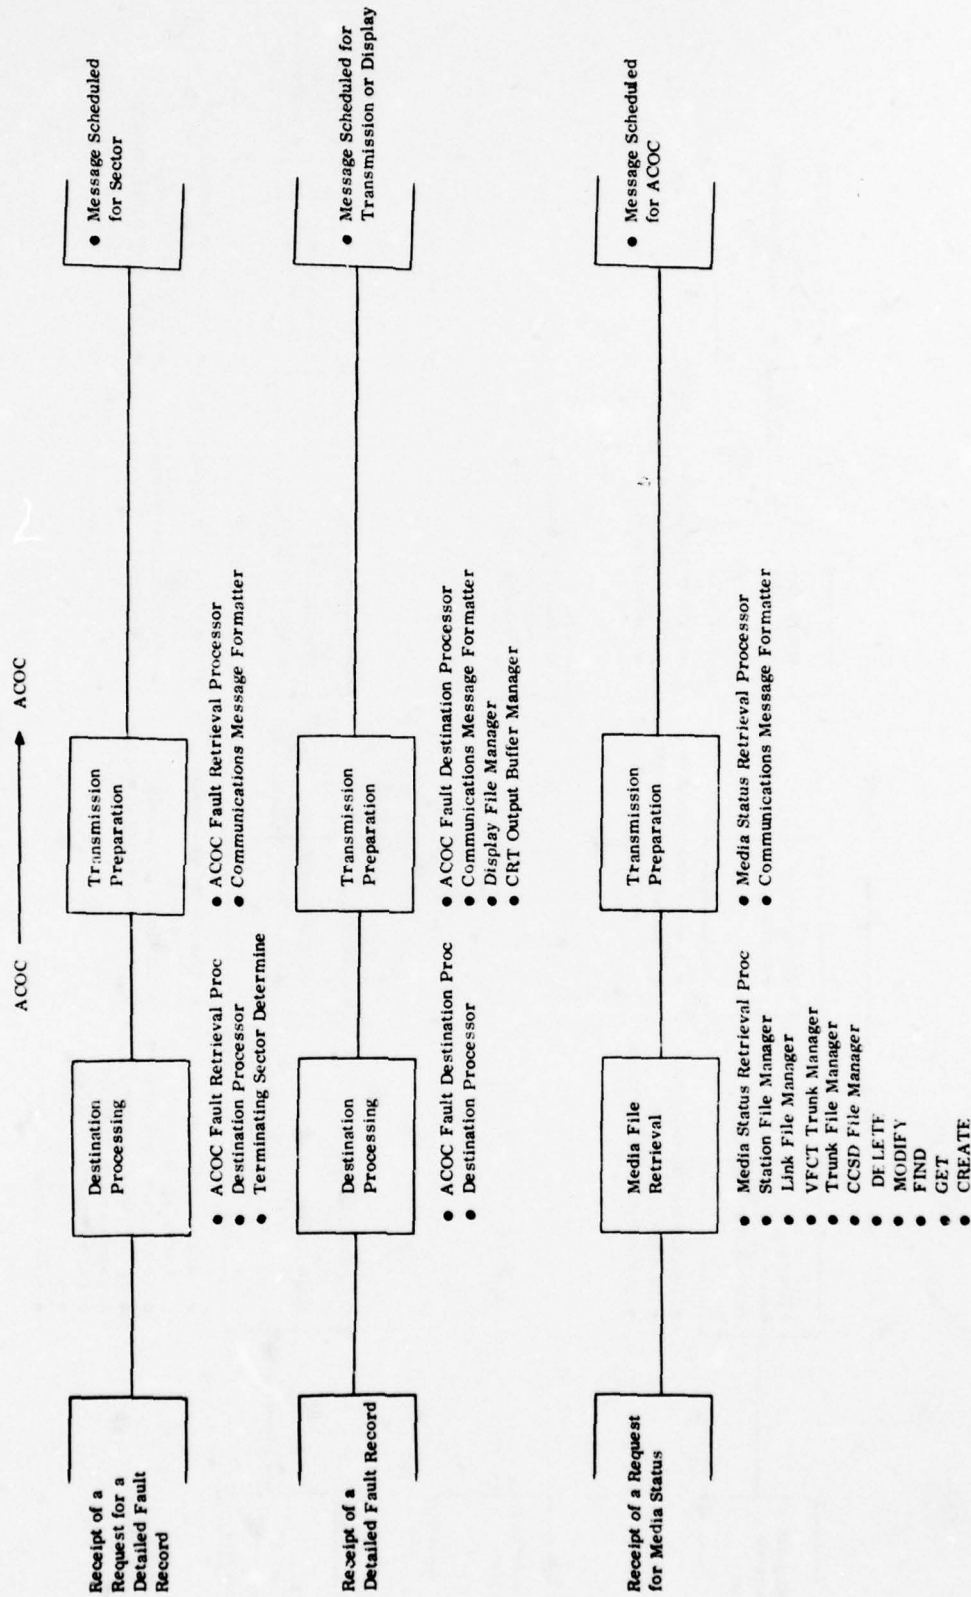 ACOC ACOC
Receipt of a
Request for a
Detailed Fault
Record
Destination
Processing
● ACOC Fault Retrieval Proc
● Destination Processor
● Terminating Sector Determine
Transmission
Preparation
● ACOC Fault Retrieval Processor
● Communications Message Formatter
● Message Scheduled
for Sector
Receipt of a
Detailed Fault Record
Destination
Processing
● ACOC Fault Destination Proc
● Destination Processor
Transmission
Preparation
● ACOC Fault Destination Processor
● Communications Message Formatter
● Display File Manager
● CRT Output Buffer Manager
● Message Scheduled for
Transmission or Display
Receipt of a Request
for Media Status
Media File
Retrieval
● Media Status Retrieval Proc
● Station File Manager
● Link File Manager
● VFCT Trunk Manager
● Trunk File Manager
● CCSD File Manager
● DELETE
● MODIFY
● FIND
● GET
● CREATE
Transmission
Preparation
● Media Status Retrieval Processor
● Communications Message Formatter
● Message Scheduled
for ACOC